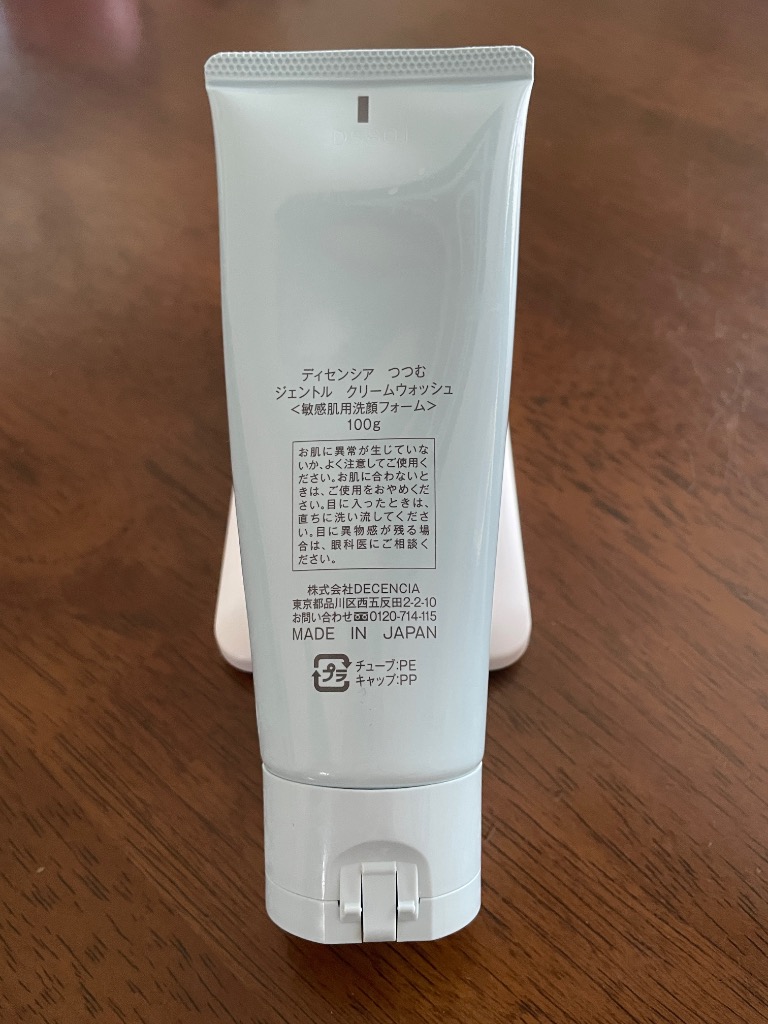 ディセンシア つつむ
ジェントル クリームウォッシュ
＜敏感肌用洗顔フォーム＞
100g
お肌に異常が生じていな
いか、よく注意してご使用く
ださい。お肌に合わないと
きは、ご使用をおやめくだ
さい。目に入ったときは、
直ちに洗い流してくださ
い。目に異物感が残る場
合は、眼科医にご相談く
ださい。
株式会社DECENCIA
東京都品川区西五反田2-2-10
お問い合わせ 0120-714-115
MADE IN JAPAN
プラ
チューブ:PE
キャップ:PP